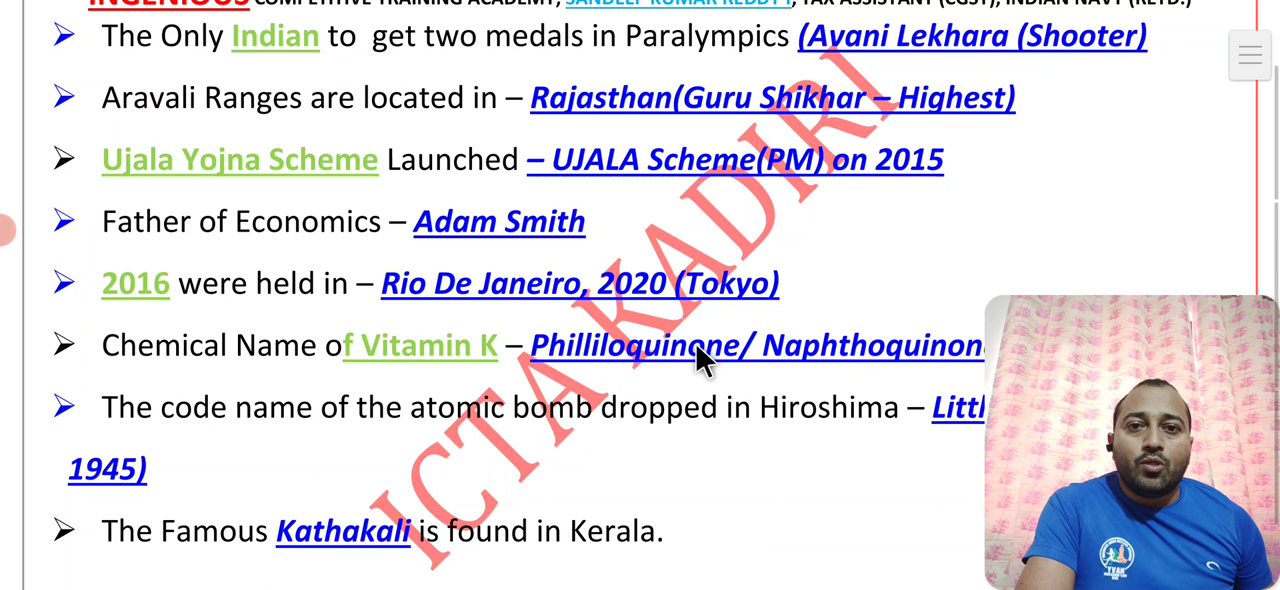 INGENIOUS COMPETITIVE TRAINING ACADEMY, SANDEEP KUMAR REDDY Y, TAX ASSISTANT (CGST), INDIAN NAVY (RETD.)
➢ The Only Indian to get two medals in Paralympics (Avani Lekhara (Shooter)
➢ Aravali Ranges are located in – Rajasthan(Guru Shikhar – Highest)
➢ Ujala Yojna Scheme Launched – UJALA Scheme(PM) on 2015
➢ Father of Economics – Adam Smith
➢ 2016 were held in – Rio De Janeiro, 2020 (Tokyo)
➢ Chemical Name of Vitamin K – Philliloquinone/ Naphthoquinon
➢ The code name of the atomic bomb dropped in Hiroshima – Littl
1945)
➢ The Famous Kathakali is found in Kerala.
ICTA KADIRI